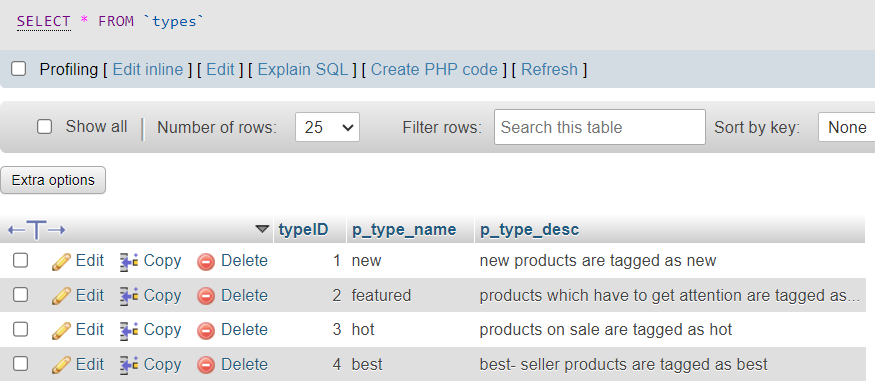 SELECT * FROM `types`
Profiling [ Edit inline ] [ Edit ] [ Explain SQL ] [ Create PHP code ] [ Refresh ]
Show all Number of rows: 25 Filter rows: Search this table Sort by key: None
Extra options
typeID p_type_name p_type_desc
Edit Copy Delete 1 new new products are tagged as new
Edit Copy Delete 2 featured products which have to get attention are tagged as...
Edit Copy Delete 3 hot products on sale are tagged as hot
Edit Copy Delete 4 best best- seller products are tagged as best